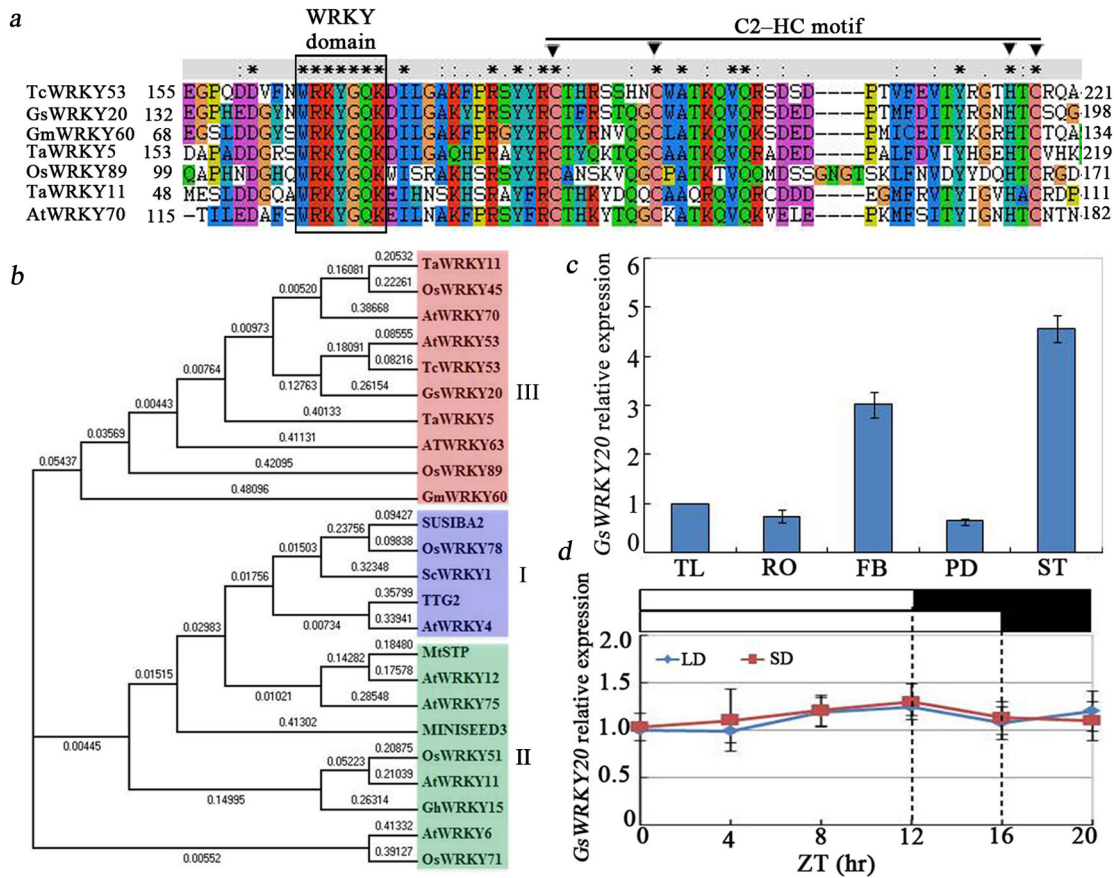 a
WRKY domain
C2–HC motif
TcWRKY53 155 EGPQDDVFNWRKYGQKDILGAKFPRSYYRCTHRSSHNCWATKQVQRSDSD----PTVFEVTYRGTHTCRQA 221
GsWRKY20 132 EGPHEDGYNWRKYGQKDILGAKFPRSYYRCTFRSTQGCWATKQVQRSDED----PTIFEITYRGNHTCSQG 198
GmWRKY60 68 EGSLDDGYSWRKYGQKDILGAKFPRGYYRCTYRNVQGCLATKQVQRSDED----PMICEITYKGRHTCTQA 134
TaWRKY5 153 DAPADDGRSWRKYGQKDILGAQHPRAYYRCTYQKTQGCAATKQVQRADED----PALFDVIYHGEHTCVHK 219
OsWRKY89 99 QAPHNDGHQWRKYGQKWISRAKHSRSYYRCANSKVQGCPATKTVQQMDSSGNGTSKLFNVDYYDQHTCRGD 171
TaWRKY11 48 MESLDDGQAWRKYGQKEIHNSKHSRAYFRCTHKYDQQCAAQRQVQRCDED----EGMFRVTYIGVHTCARD 111
AtWRKY70 115 -TILEDAFSWRKYGQKEILNAKFPRSYFRCTHKYTQGCKATKQVQKVELE----PKMFSITYIGNHTCNTN 182
b
0.20532 TaWRKY11
0.16081
0.22261 OsWRKY45
0.00520
0.38668 AtWRKY70
0.00973
0.08555 AtWRKY53
0.18091
0.08216 TcWRKY53
0.00764
0.12763
0.26154 GsWRKY20
III
0.00443
0.40133 TaWRKY5
0.03569
0.41131 ATWRKY63
0.05437
0.42095 OsWRKY89
0.48096 GmWRKY60
0.09427 SUSIBA2
0.23756
0.09838 OsWRKY78
0.01503
0.32348 ScWRKY1
I
0.01756
0.35799 TTG2
0.00734
0.33941 AtWRKY4
0.02983
0.18480 MtSTP
0.14282
0.17578 AtWRKY12
0.01515
0.01021
0.28548 AtWRKY75
0.41302 MINISEED3
0.00445
0.20875 OsWRKY51
II
0.05223
0.21039 AtWRKY11
0.14995
0.26314 GhWRKY15
0.41332 AtWRKY6
0.00552
0.39127 OsWRKY71
c
GsWRKY20 relative expression
6
5
4
3
2
1
0
TL RO FB PD ST
d
GsWRKY20 relative expression
2.0
1.5
1.0
0.5
0
LD SD
0 4 8 12 16 20
ZT (hr)